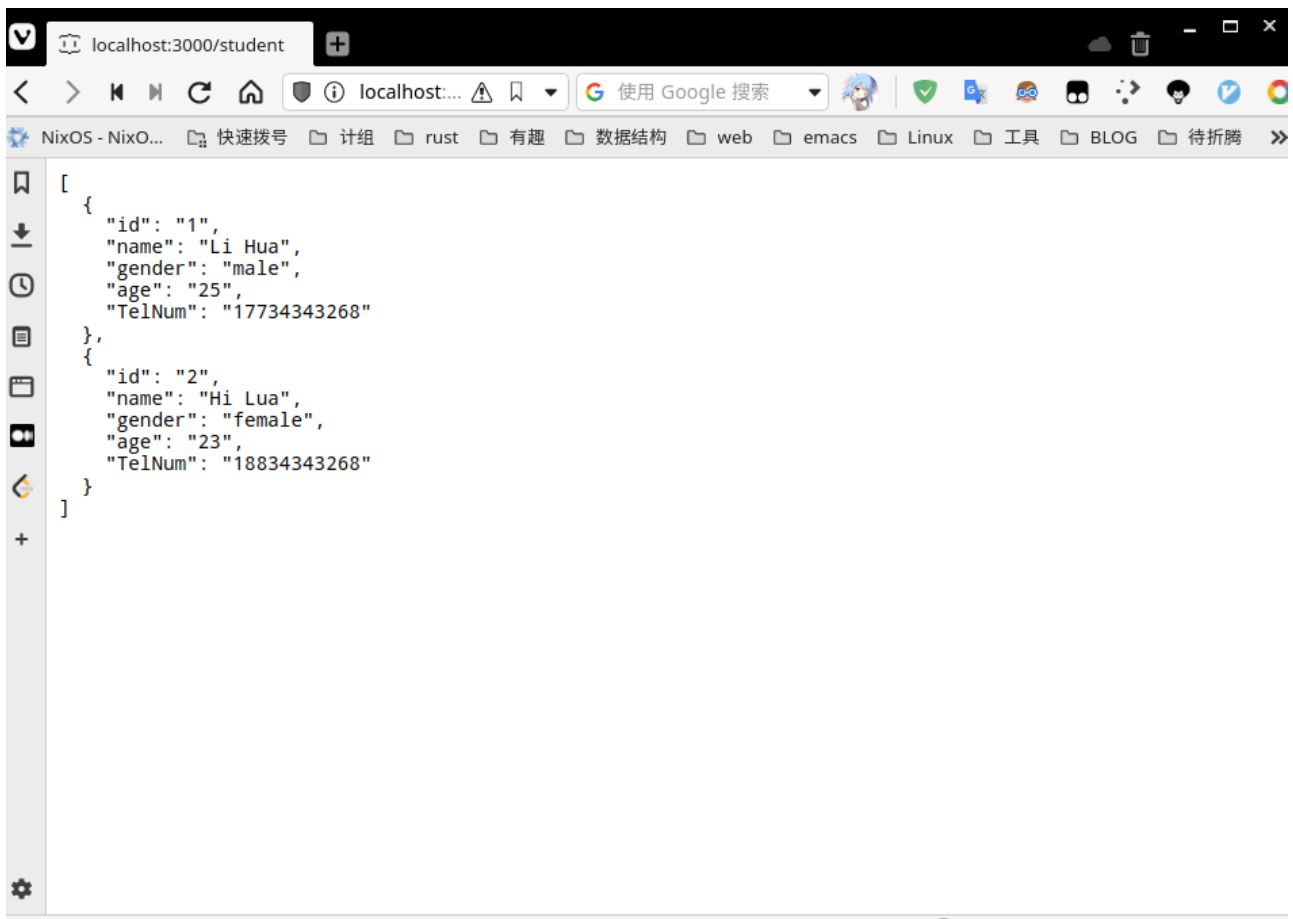 localhost:3000/student
localhost:... 使用 Google 搜索
NixOS - NixO... 快速拨号 计组 rust 有趣 数据结构 web emacs Linux 工具 BLOG 待折腾
[
  {
    "id": "1",
    "name": "Li Hua",
    "gender": "male",
    "age": "25",
    "TelNum": "17734343268"
  },
  {
    "id": "2",
    "name": "Hi Lua",
    "gender": "female",
    "age": "23",
    "TelNum": "18834343268"
  }
]